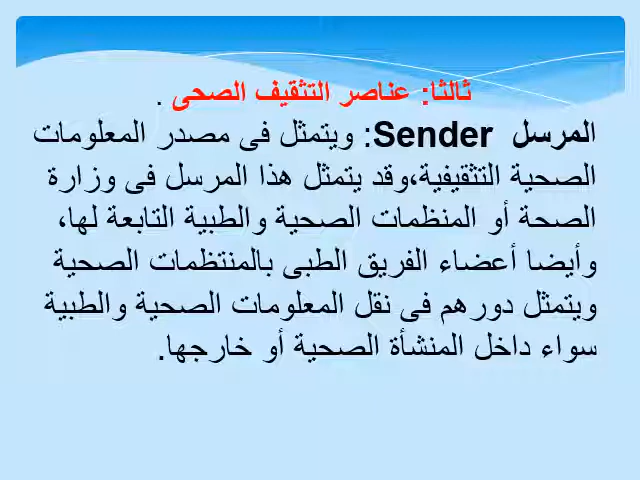 ثالثا: عناصر التثقيف الصحى .
المرسل Sender: ويتمثل فى مصدر المعلومات
الصحية التثقيفية،وقد يتمثل هذا المرسل فى وزارة
الصحة أو المنظمات الصحية والطبية التابعة لها،
وأيضا أعضاء الفريق الطبى بالمنتظمات الصحية
ويتمثل دورهم فى نقل المعلومات الصحية والطبية
سواء داخل المنشأة الصحية أو خارجها.